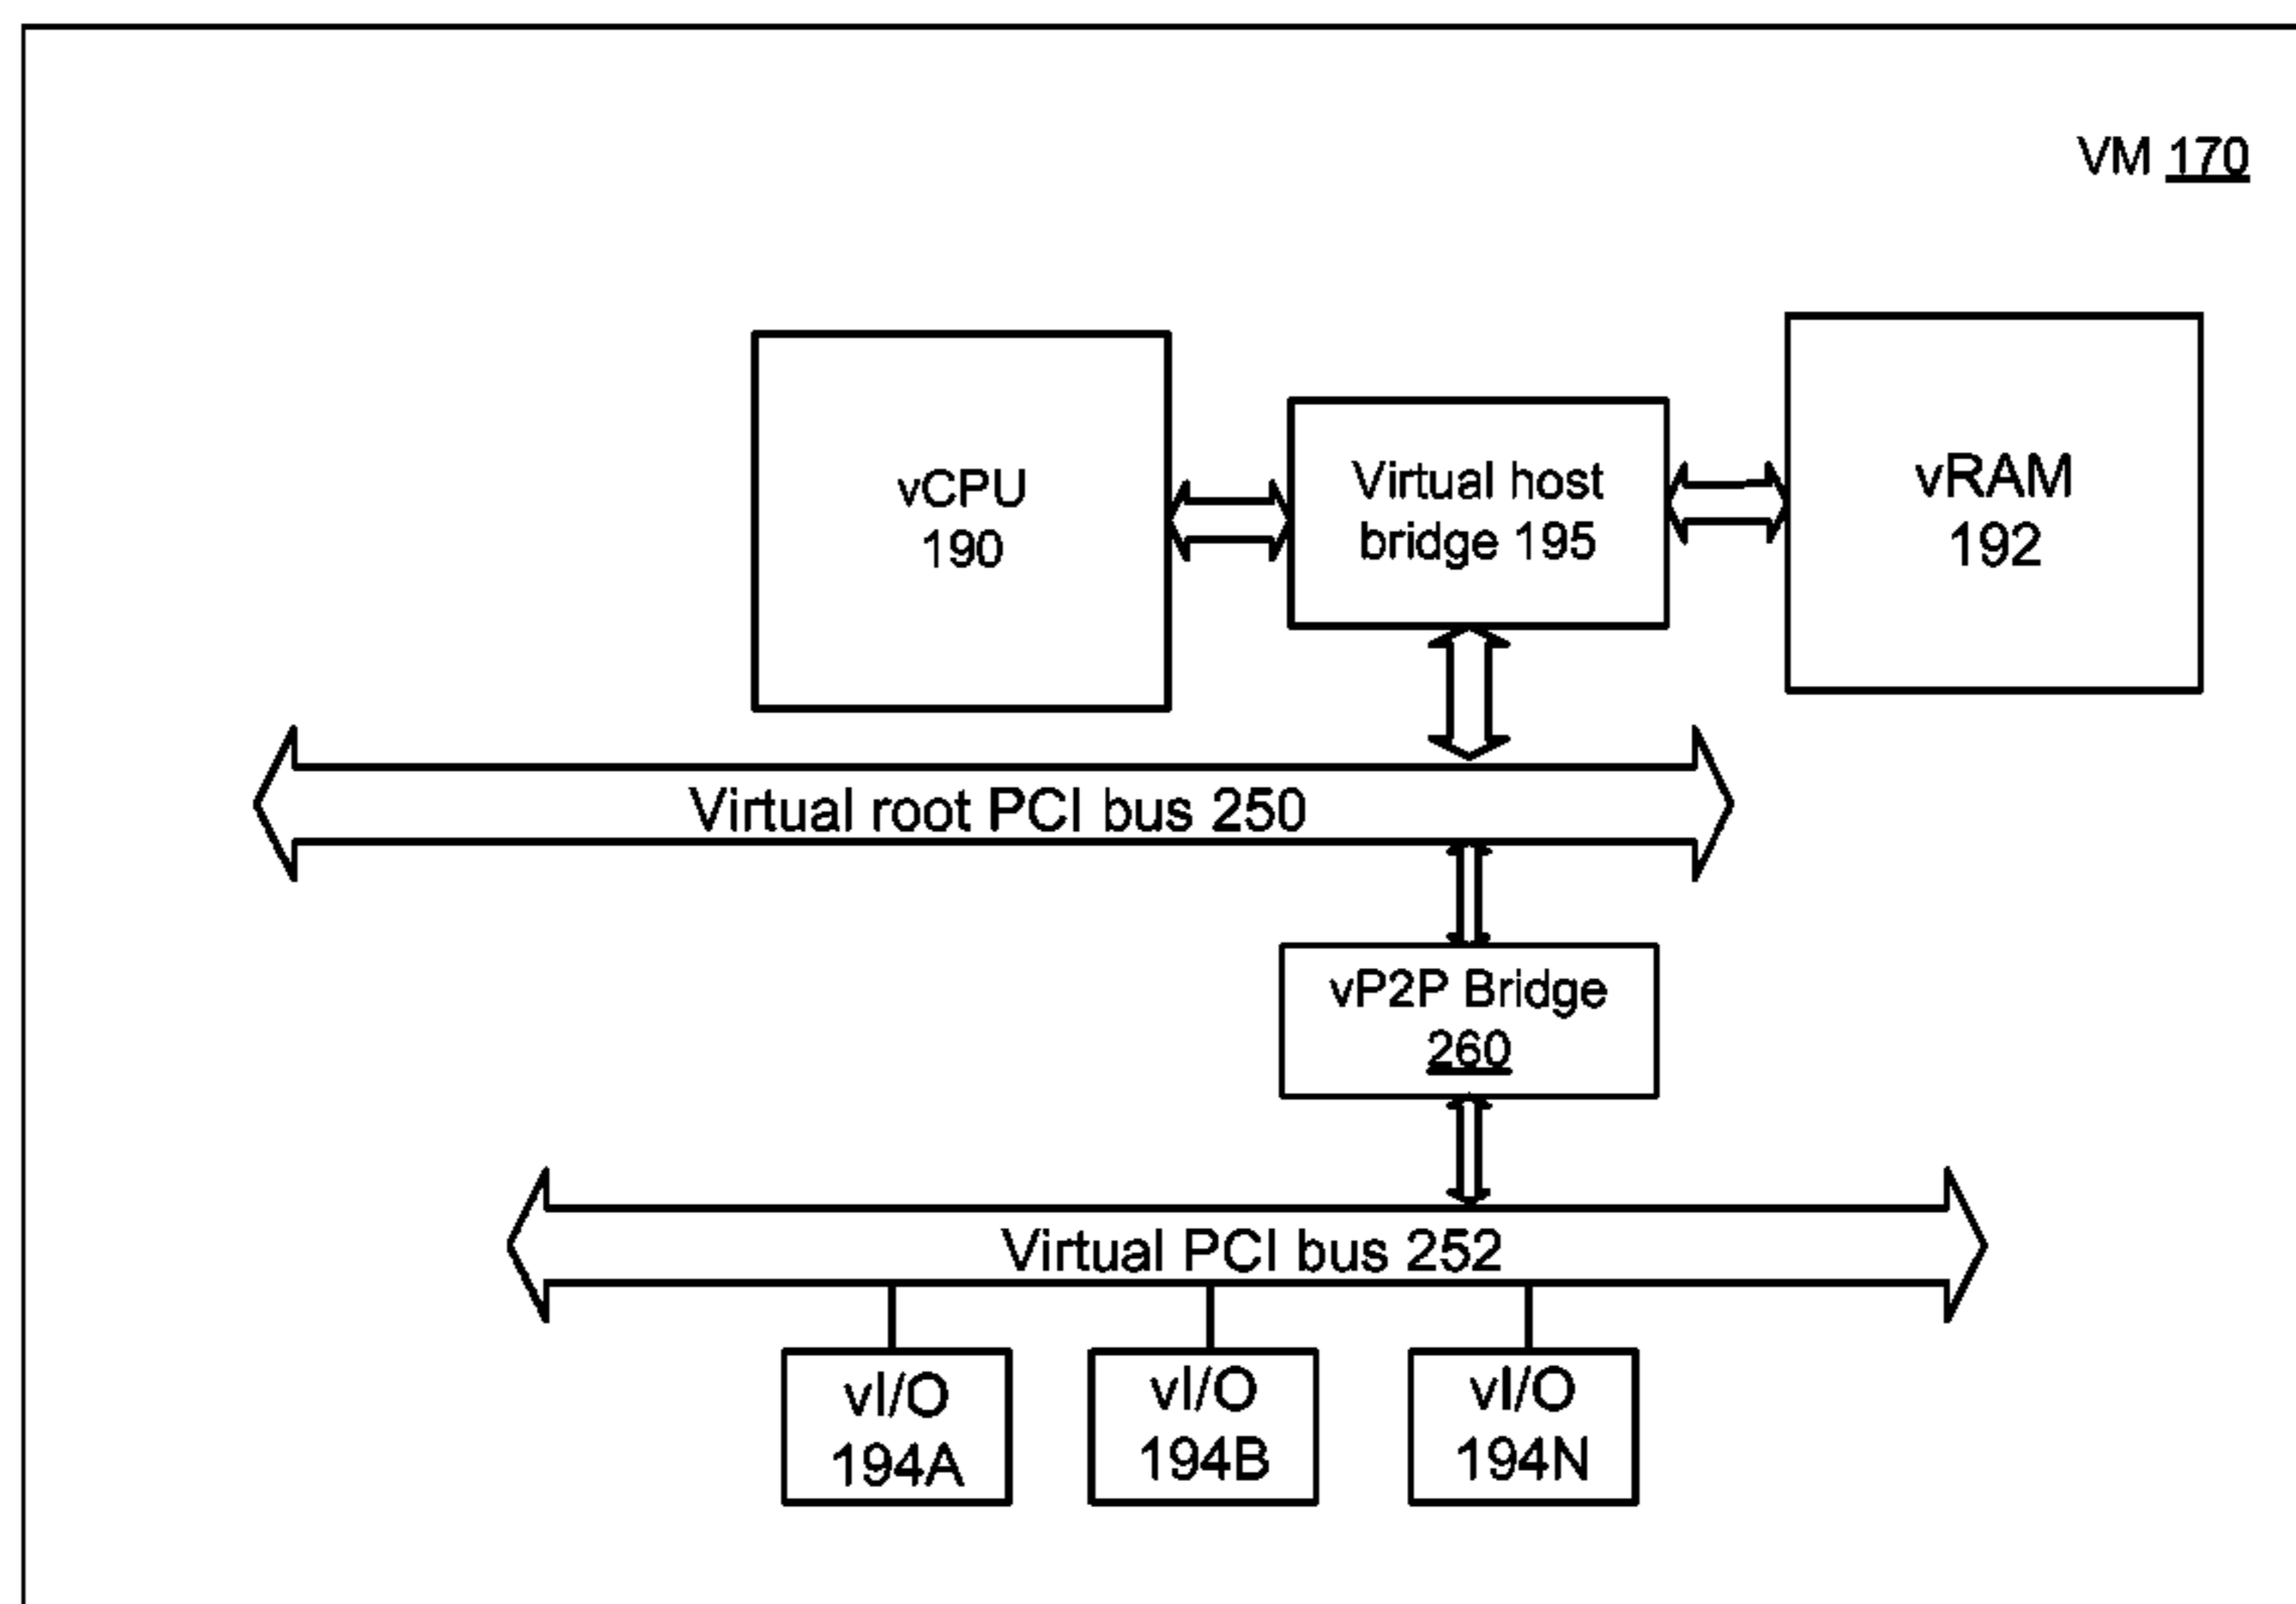 VM 170
vCPU
190
Virtual host
bridge 195
vRAM
192
Virtual root PCI bus 250
vP2P Bridge
260
Virtual PCI bus 252
vI/O
194A
vI/O
194B
vI/O
194N